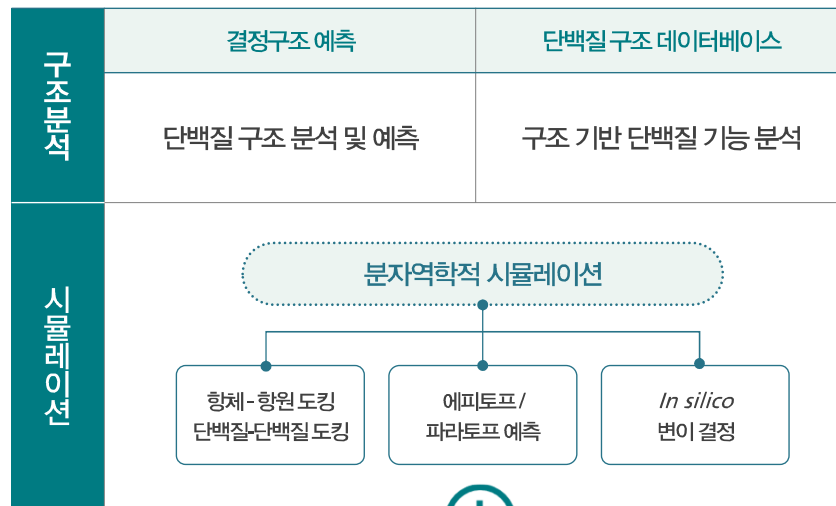 구조분석
결정구조 예측
단백질 구조 데이터베이스
단백질 구조 분석 및 예측
구조 기반 단백질 기능 분석
시뮬레이션
분자역학적 시뮬레이션
항체-항원 도킹
단백질-단백질 도킹
에피토프 /
파라토프 예측
In silico
변이 결정